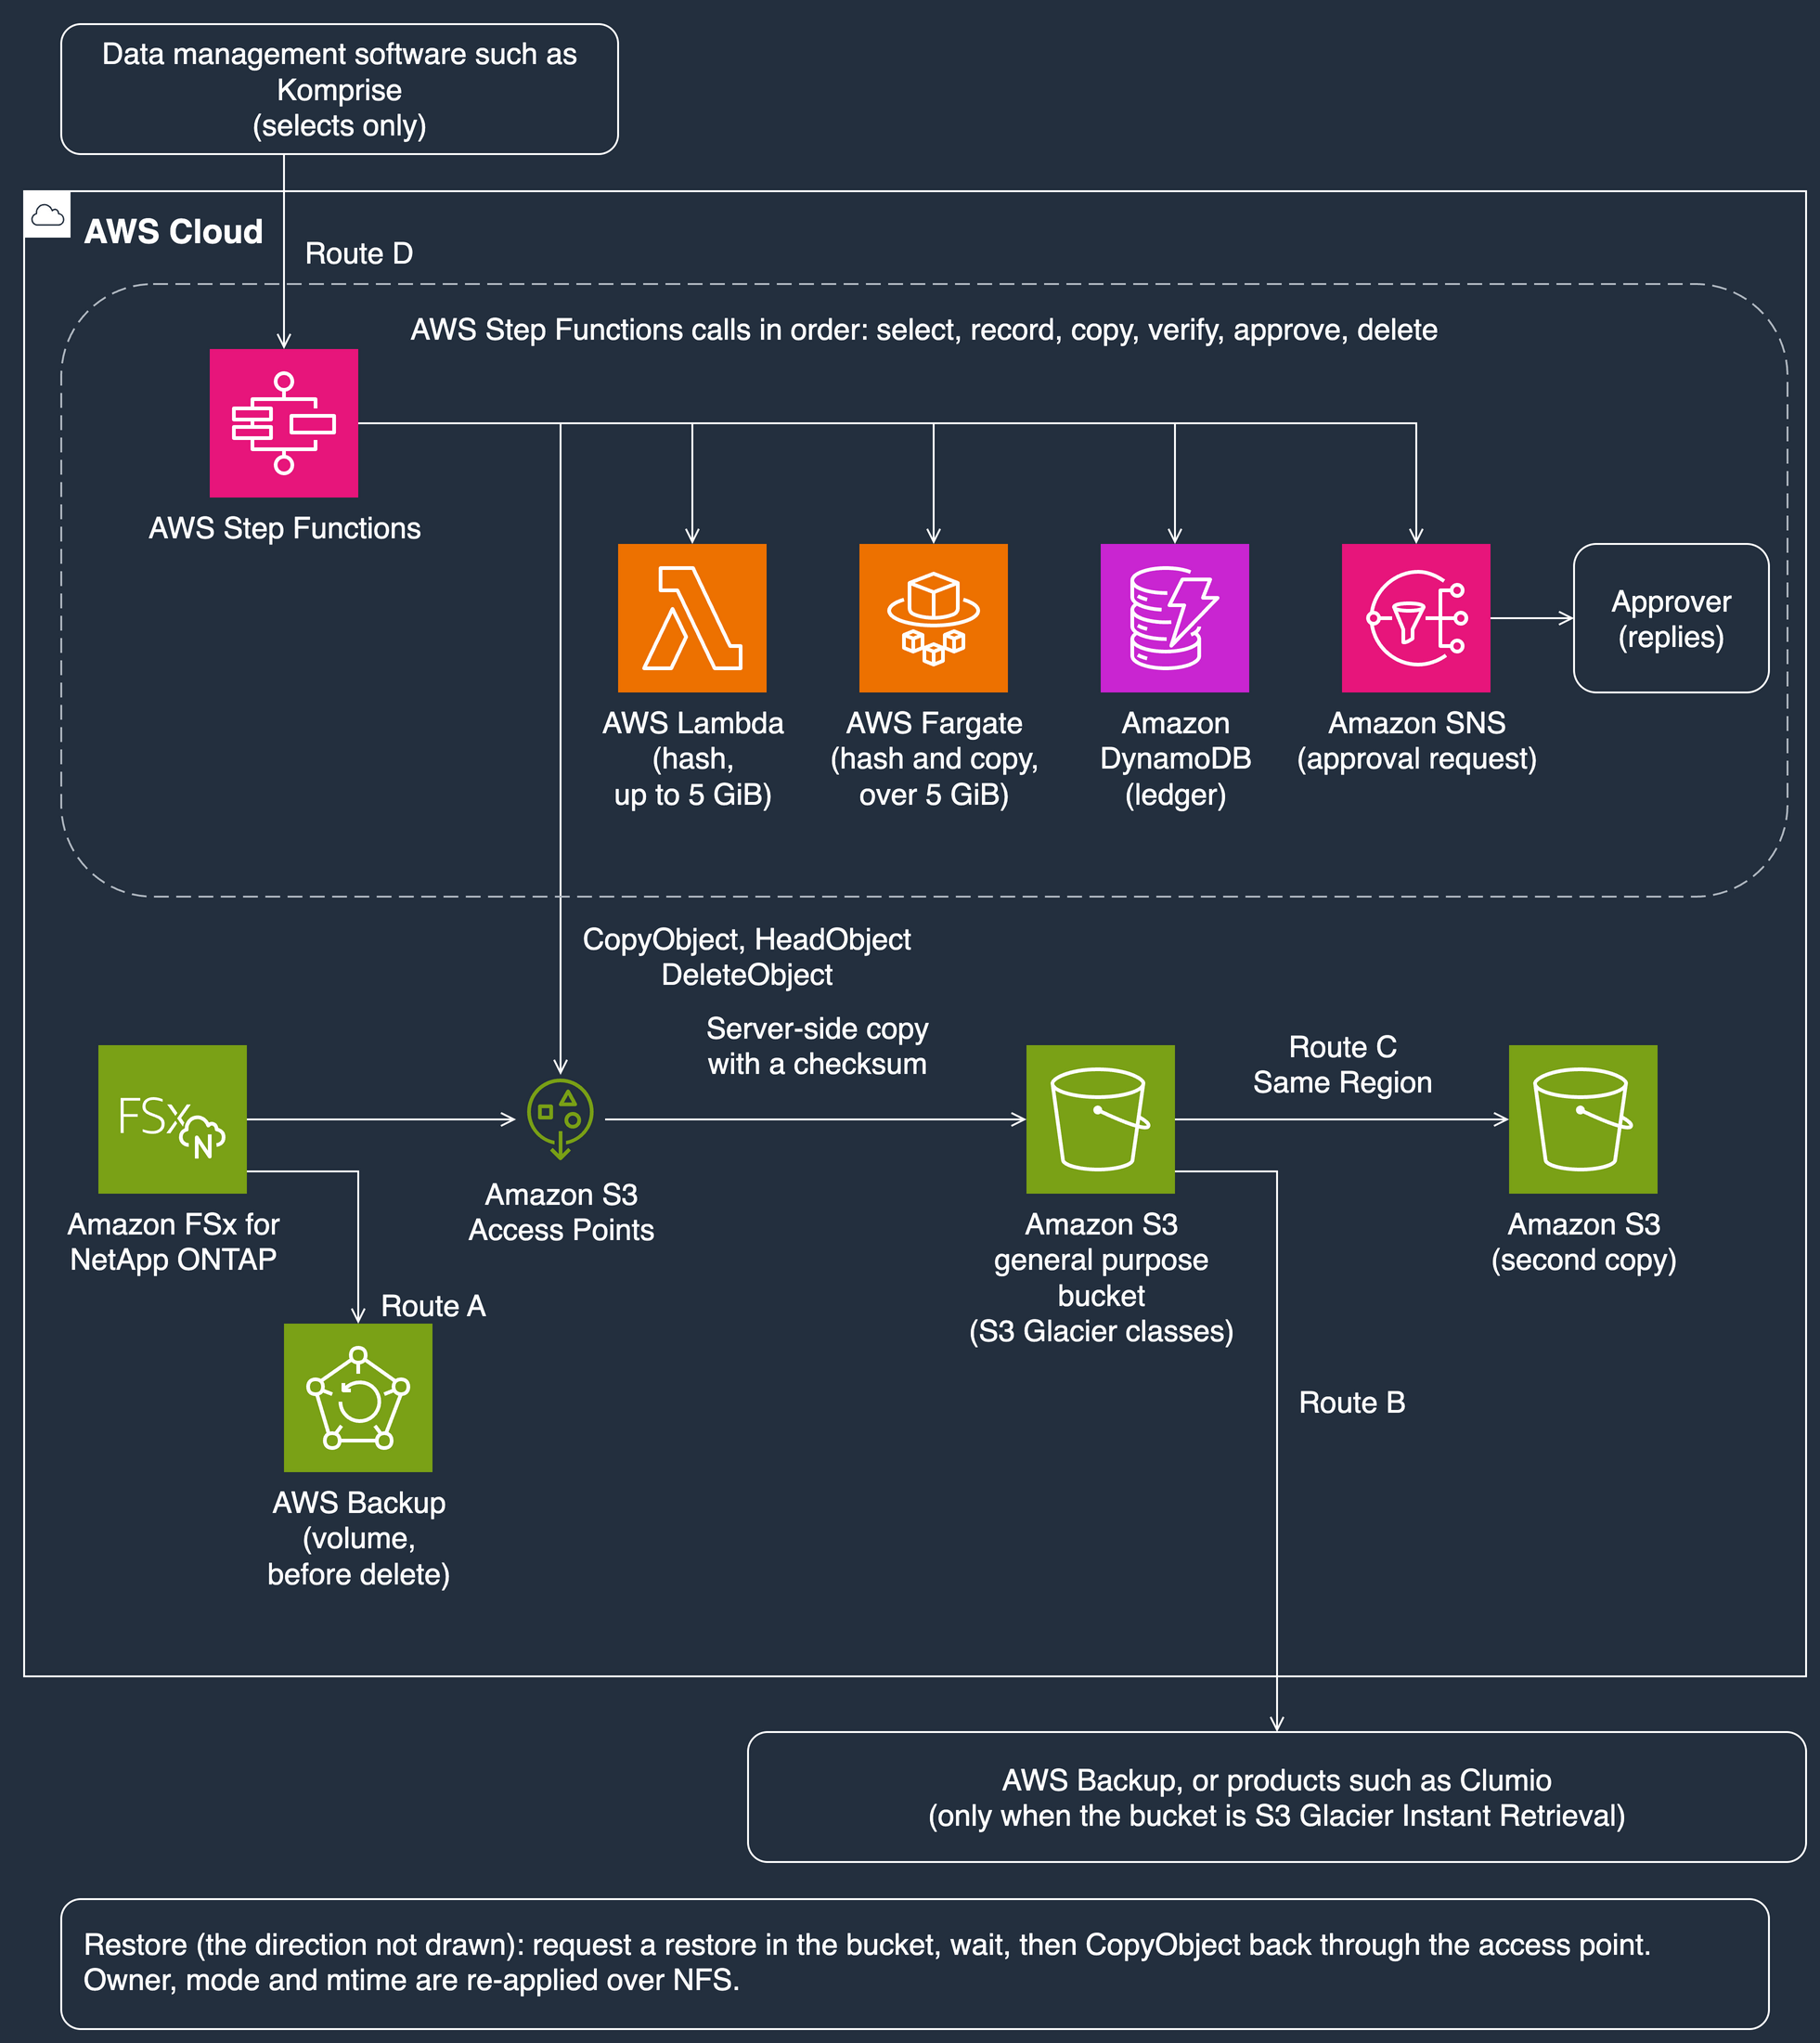 Data management software such as
Komprise
(selects only)
AWS Cloud
Route D
AWS Step Functions calls in order: select, record, copy, verify, approve, delete
AWS Step Functions
Approver
(replies)
AWS Lambda
(hash,
up to 5 GiB)
AWS Fargate
(hash and copy,
over 5 GiB)
Amazon
DynamoDB
(ledger)
Amazon SNS
(approval request)
CopyObject, HeadObject
DeleteObject
Server-side copy
with a checksum
Route C
Same Region
FSx
N
Amazon FSx for
NetApp ONTAP
Amazon S3
Access Points
Amazon S3
general purpose
bucket
(S3 Glacier classes)
Amazon S3
(second copy)
Route A
Route B
AWS Backup
(volume,
before delete)
AWS Backup, or products such as Clumio
(only when the bucket is S3 Glacier Instant Retrieval)
Restore (the direction not drawn): request a restore in the bucket, wait, then CopyObject back through the access point.
Owner, mode and mtime are re-applied over NFS.